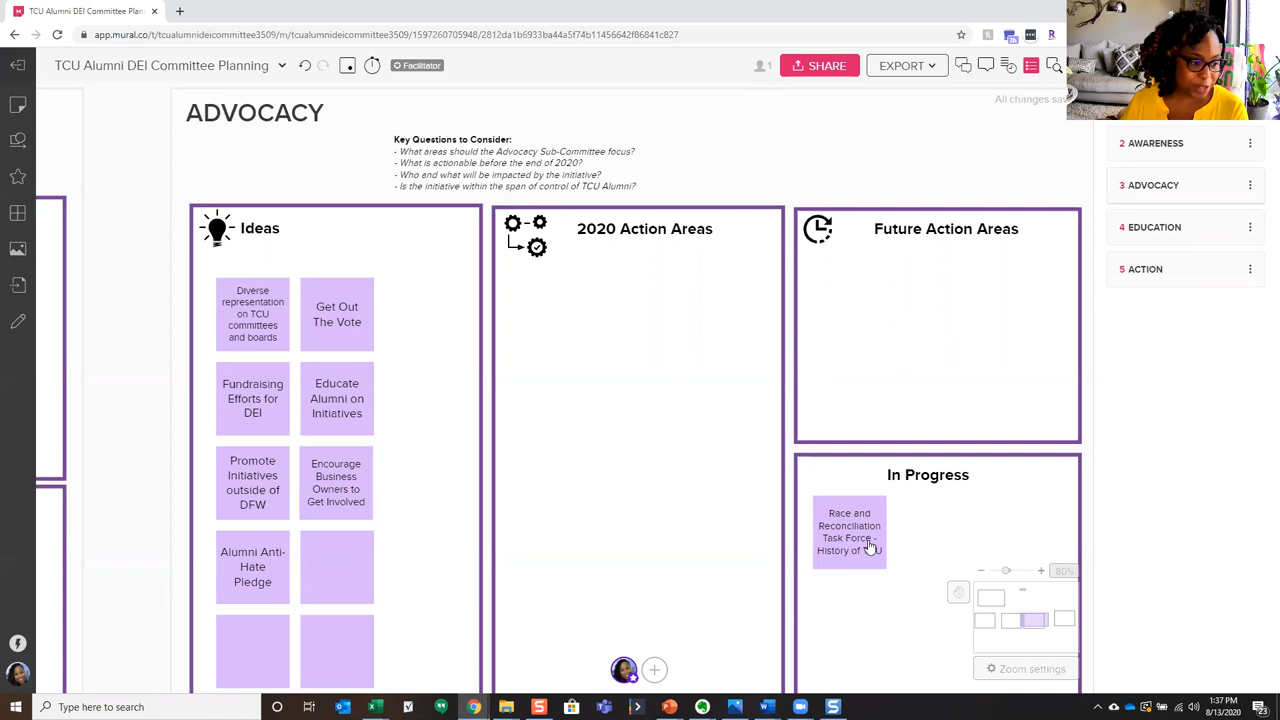 TCU Alumni DEI Committee Plannin
app.mural.co/t/tcualumnideicommittee3509/m/tcualumnideicommittee3509/1597260705948/2812da1b6933ba44a5f74b11456642f86841c827
TCU Alumni DEI Committee Planning
Facilitator
1
SHARE
EXPORT
ADVOCACY
All changes sav
Key Questions to Consider:
- What areas should the Advocacy Sub-Committee focus?
- What is actionable before the end of 2020?
- Who and what will be impacted by the initiative?
- Is the initiative within the span of control of TCU Alumni?
2 AWARENESS
3 ADVOCACY
4 EDUCATION
5 ACTION
Ideas
Diverse
representation
on TCU
committees
and boards
Get Out
The Vote
Fundraising
Efforts for
DEI
Educate
Alumni on
Initiatives
Promote
Initiatives
outside of
DFW
Encourage
Business
Owners to
Get Involved
Alumni Anti-
Hate
Pledge
2020 Action Areas
Future Action Areas
In Progress
Race and
Reconciliation
Task Force -
History of TCU
80%
Zoom settings
Type here to search
1:37 PM
8/13/2020
23